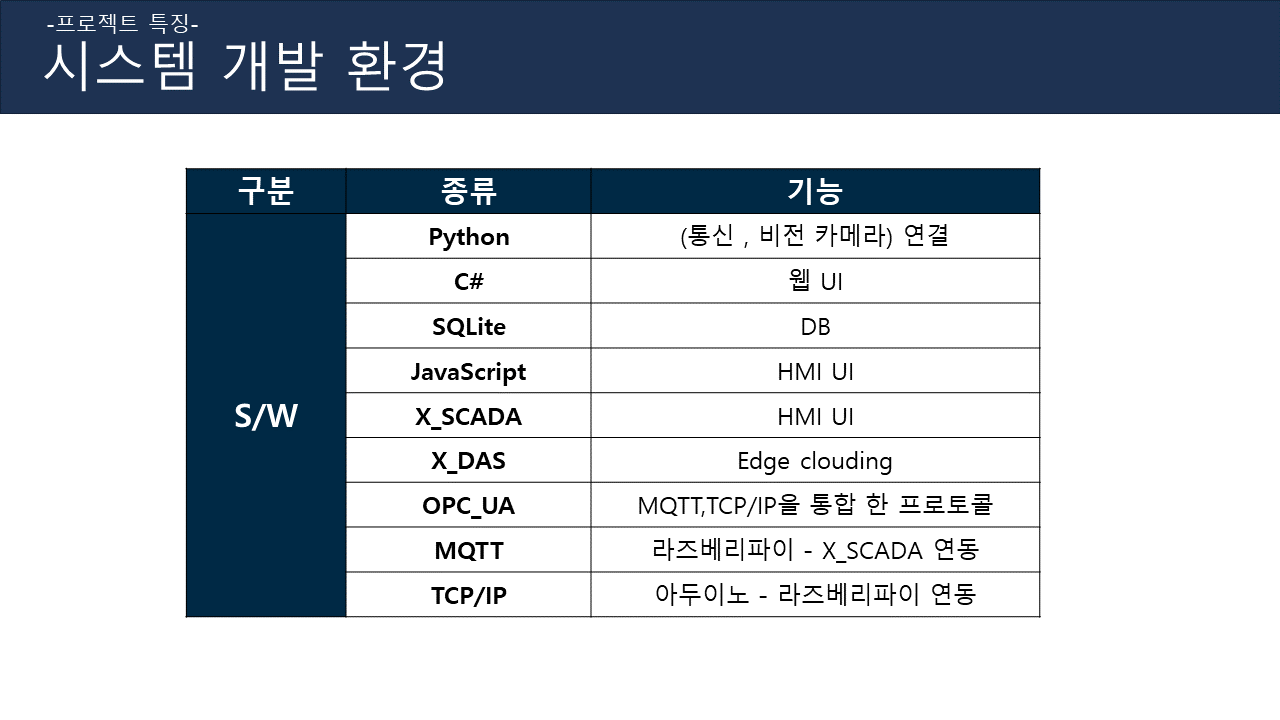 -프로젝트 특징-
시스템 개발 환경
구분 종류 기능
Python (통신 , 비전 카메라) 연결
C# 웹 UI
SQLite DB
JavaScript HMI UI
S/W X_SCADA HMI UI
X_DAS Edge clouding
OPC_UA MQTT,TCP/IP을 통합 한 프로토콜
MQTT 라즈베리파이 - X_SCADA 연동
TCP/IP 아두이노 - 라즈베리파이 연동